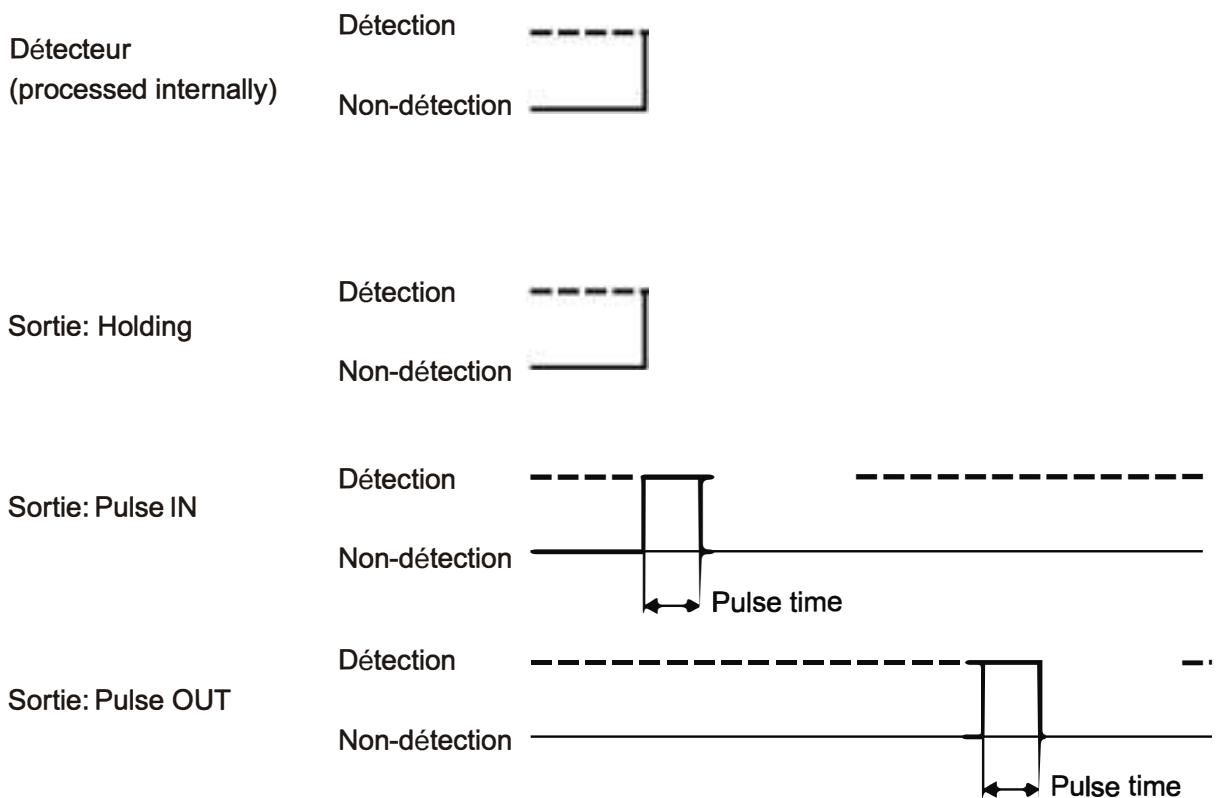 Détecteur
(processed internally)
Détection
Non-détection
Sortie: Holding
Détection
Non-détection
Sortie: Pulse IN
Détection
Non-détection
Pulse time
Sortie: Pulse OUT
Détection
Non-détection
Pulse time